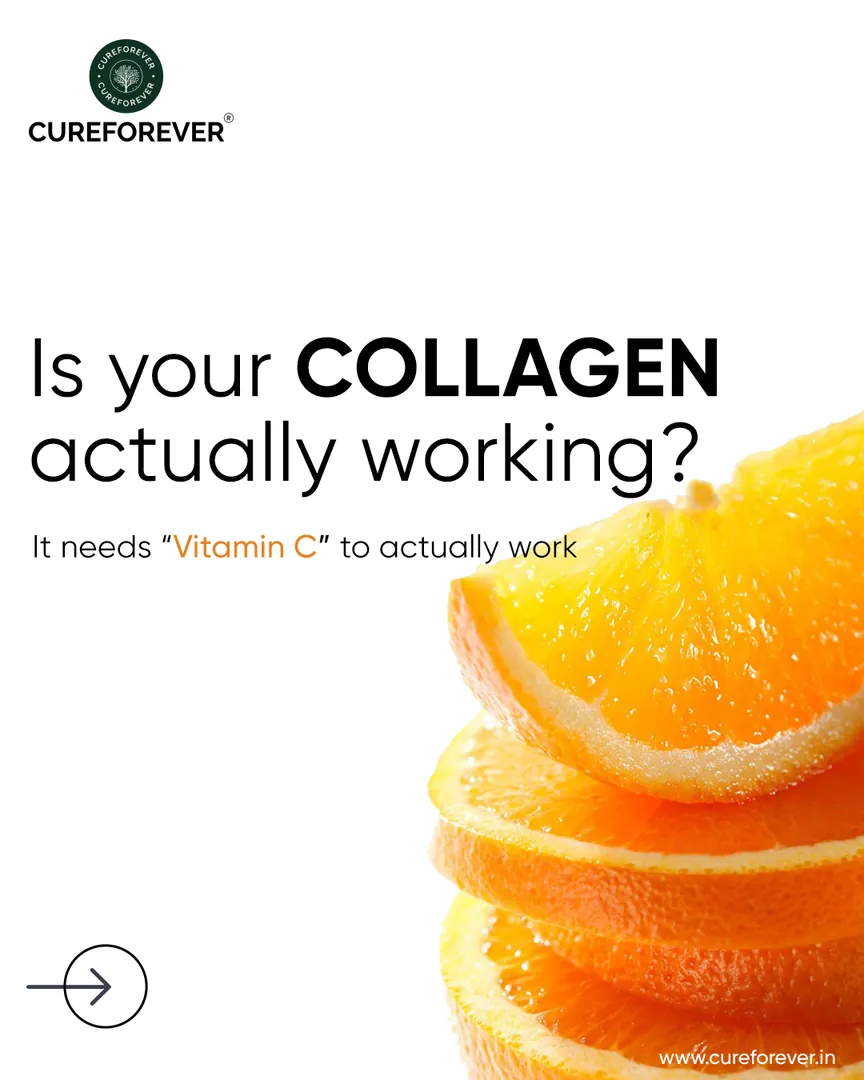 CUREFOREVER
CUREFOREVER
CUREFOREVER®
Is your COLLAGEN
actually working?
It needs “Vitamin C” to actually work
www.cureforever.in